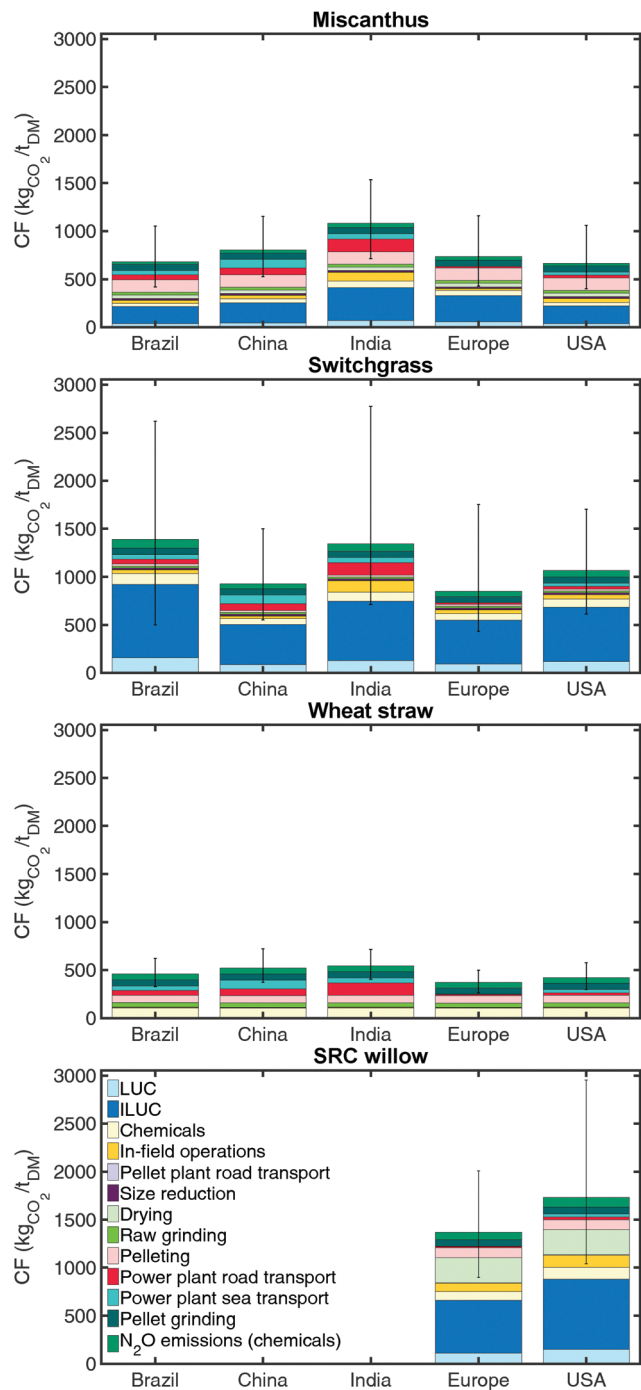 Miscanthus
3000
2500
2000
1500
1000
500
0
CF (kgCO2/tDM)
Brazil China India Europe USA
Switchgrass
3000
2500
2000
1500
1000
500
0
CF (kgCO2/tDM)
Brazil China India Europe USA
Wheat straw
3000
2500
2000
1500
1000
500
0
CF (kgCO2/tDM)
Brazil China India Europe USA
SRC willow
3000
2500
2000
1500
1000
500
0
CF (kgCO2/tDM)
LUC
ILUC
Chemicals
In-field operations
Pellet plant road transport
Size reduction
Drying
Raw grinding
Pelleting
Power plant road transport
Power plant sea transport
Pellet grinding
N2O emissions (chemicals)
Brazil China India Europe USA